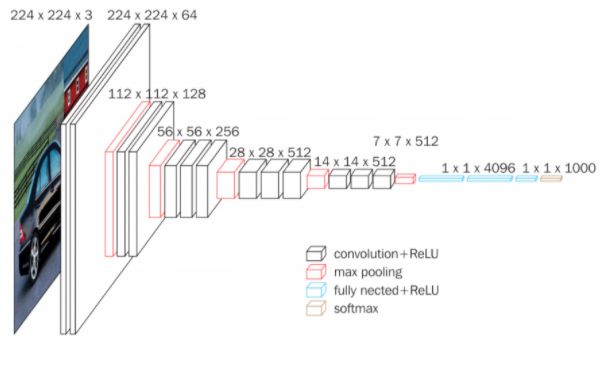 224 x 224 x 3
224 x 224 x 64
112 x 112 x 128
56 x 56 x 256
28 x 28 x 512
14 x 14 x 512
7 x 7 x 512
1 x 1 x 4096
1 x 1 x 1000
convolution+ReLU
max pooling
fully nected+ReLU
softmax